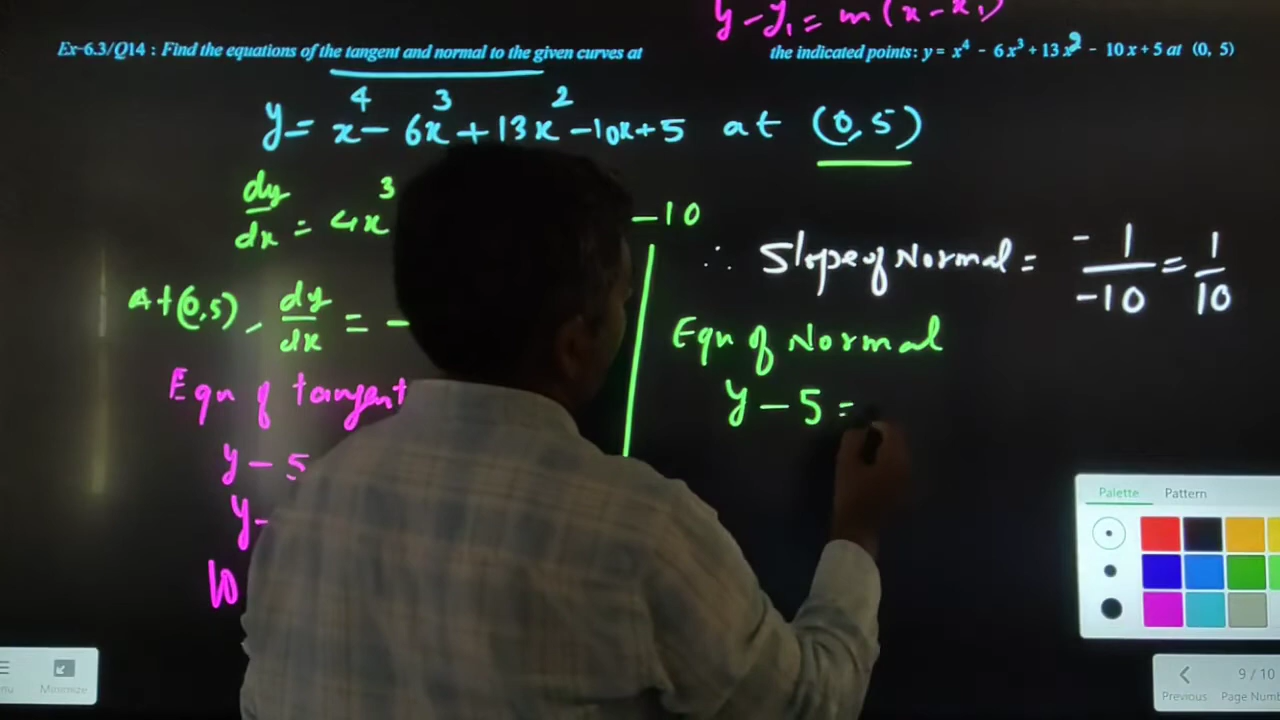 y - y₁ = m(x - x₁)
Ex-6.3/Q14 : Find the equations of the tangent and normal to the given curves at the indicated points: y = x⁴ - 6x³ + 13x² - 10x + 5 at (0, 5)
y = x⁴ - 6x³ + 13x² - 10x + 5 at (0, 5)
dy/dx = 4x³ -10
At (0,5), dy/dx = -
Eqn of tangent
y - 5
y -
10
∴ Slope of Normal = - 1/-10 = 1/10
Eqn of Normal
y - 5 =
Palette Pattern
Minimize
9 / 10
Previous